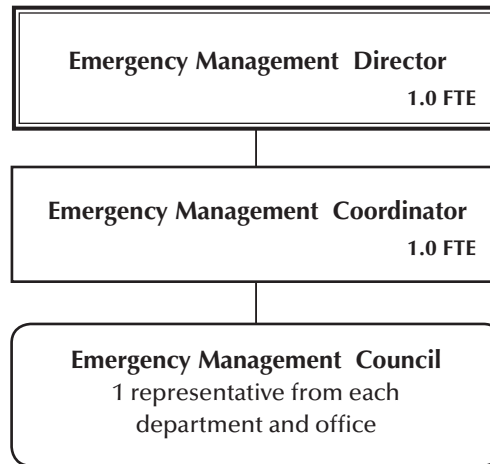 Emergency Management Director
1.0 FTE
Emergency Management Coordinator
1.0 FTE
Emergency Management Council
1 representative from each
department and office